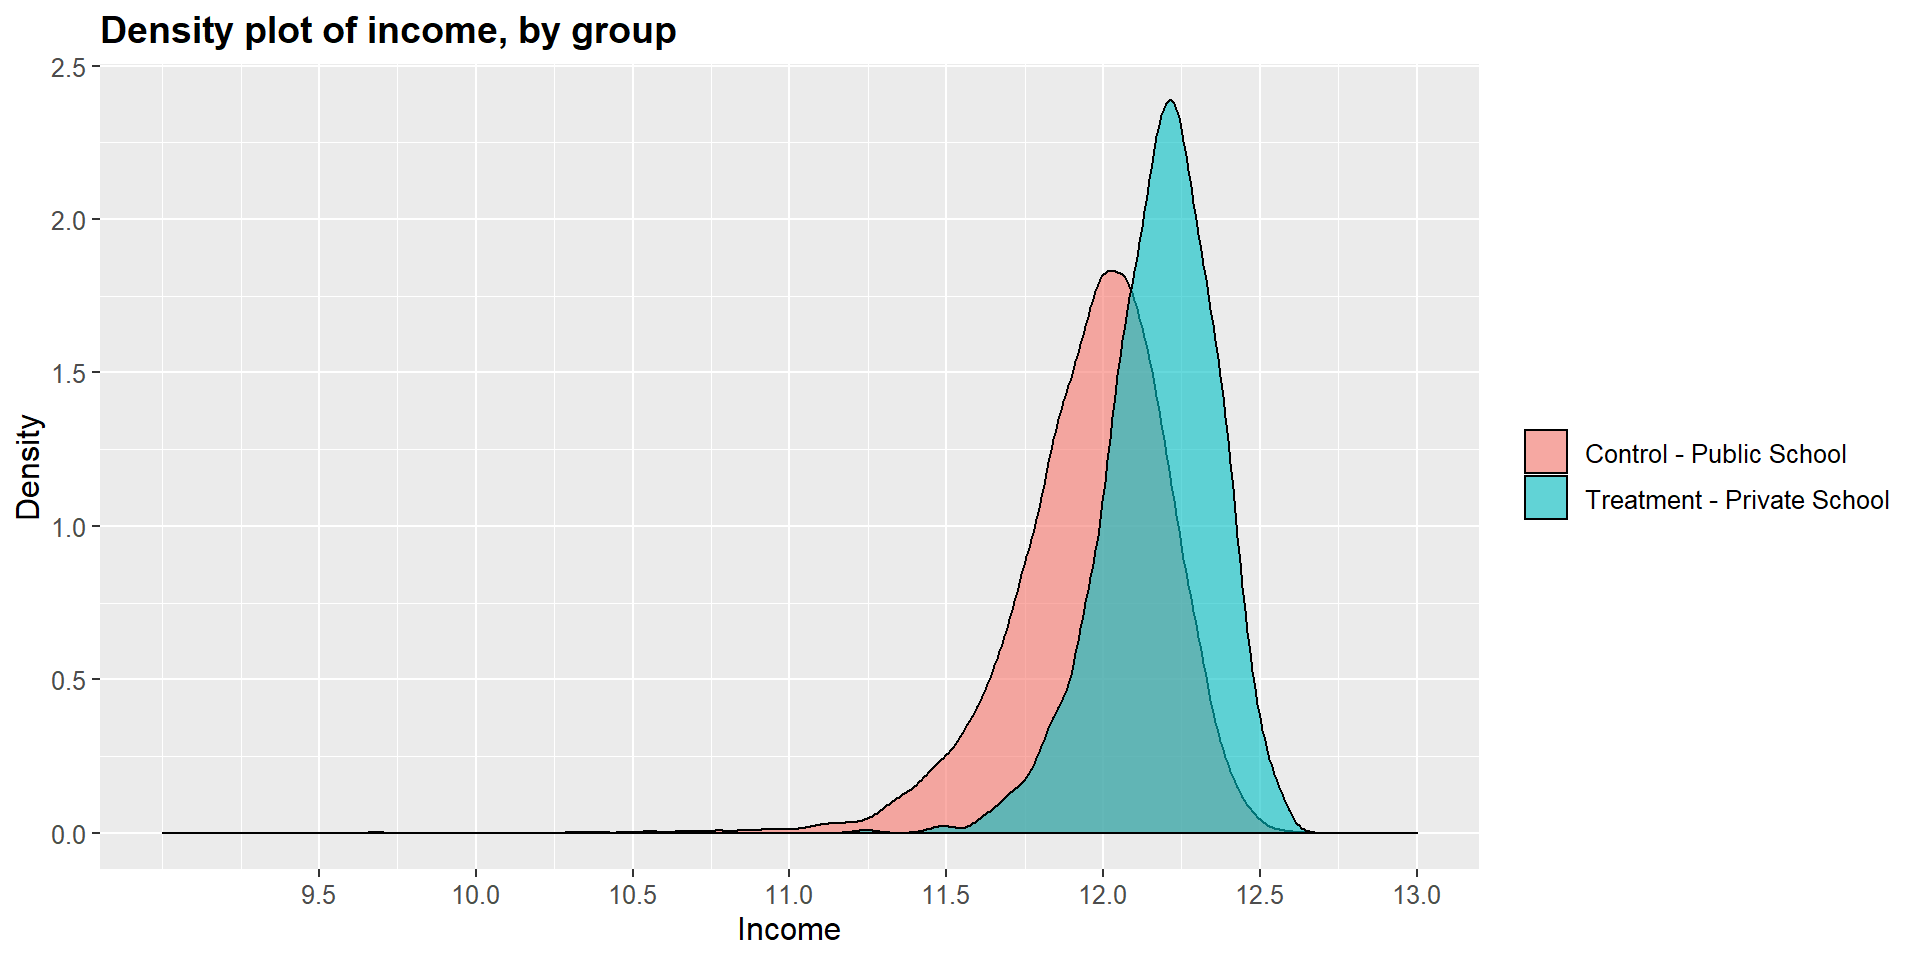 Density plot of income, by group
2.5
2.0
1.5
1.0
0.5
0.0
Density
9.5 10.0 10.5 11.0 11.5 12.0 12.5 13.0
Income
Control - Public School
Treatment - Private School